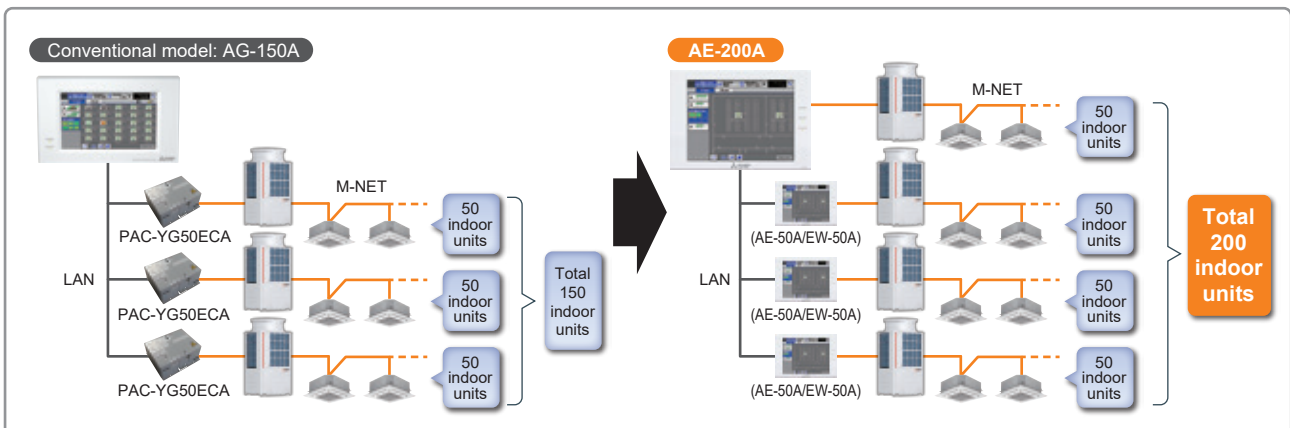 Conventional model: AG-150A
M-NET
PAC-YG50ECA
50
indoor
units
LAN
PAC-YG50ECA
50
indoor
units
PAC-YG50ECA
50
indoor
units
Total
150
indoor
units
AE-200A
M-NET
50
indoor
units
(AE-50A/EW-50A)
50
indoor
units
LAN
(AE-50A/EW-50A)
50
indoor
units
(AE-50A/EW-50A)
50
indoor
units
Total
200
indoor
units